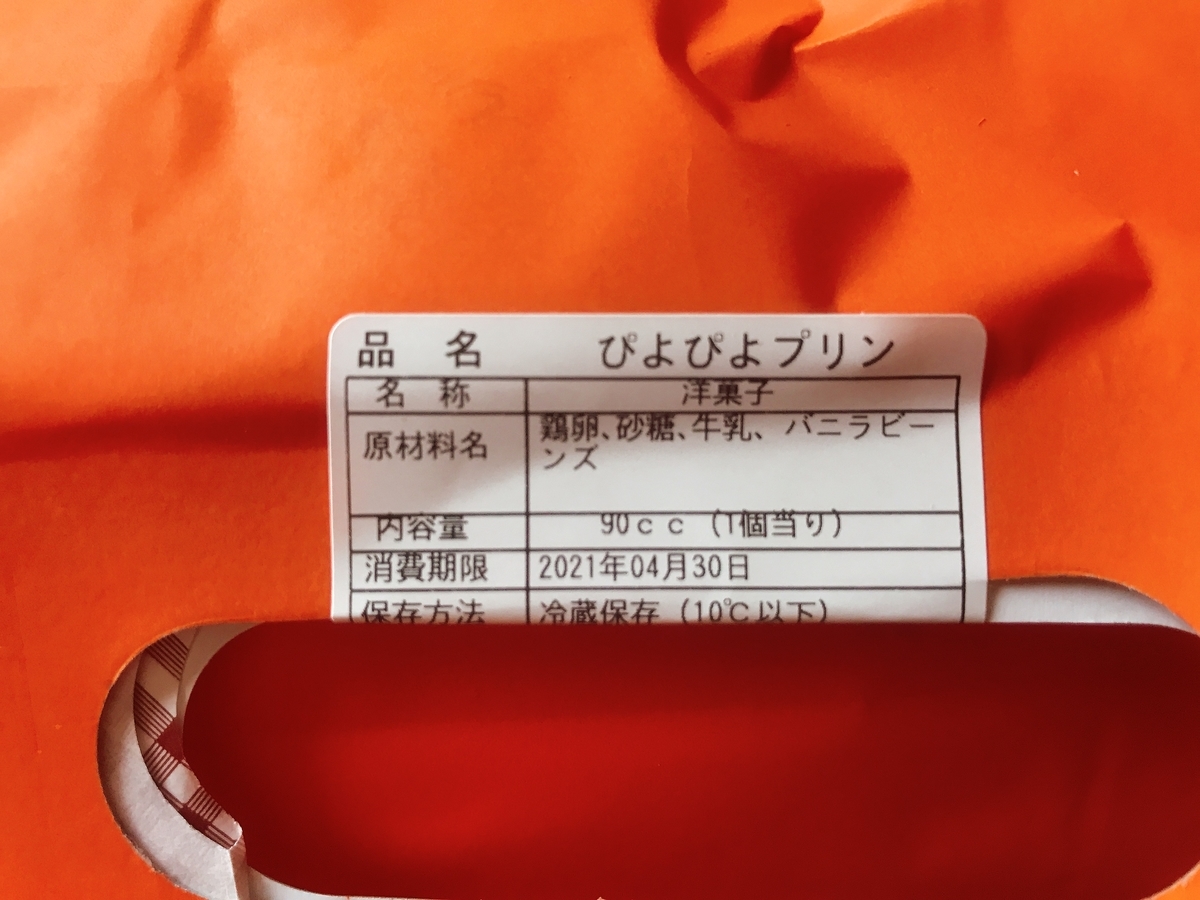 品 名 ぴよぴよプリン
名 称 洋菓子
原材料名 鶏卵、砂糖、牛乳、バニラビー
ンズ
内容量 90cc (1個当り)
消費期限 2021年04月30日
保存方法 冷蔵保存 (10℃以下)